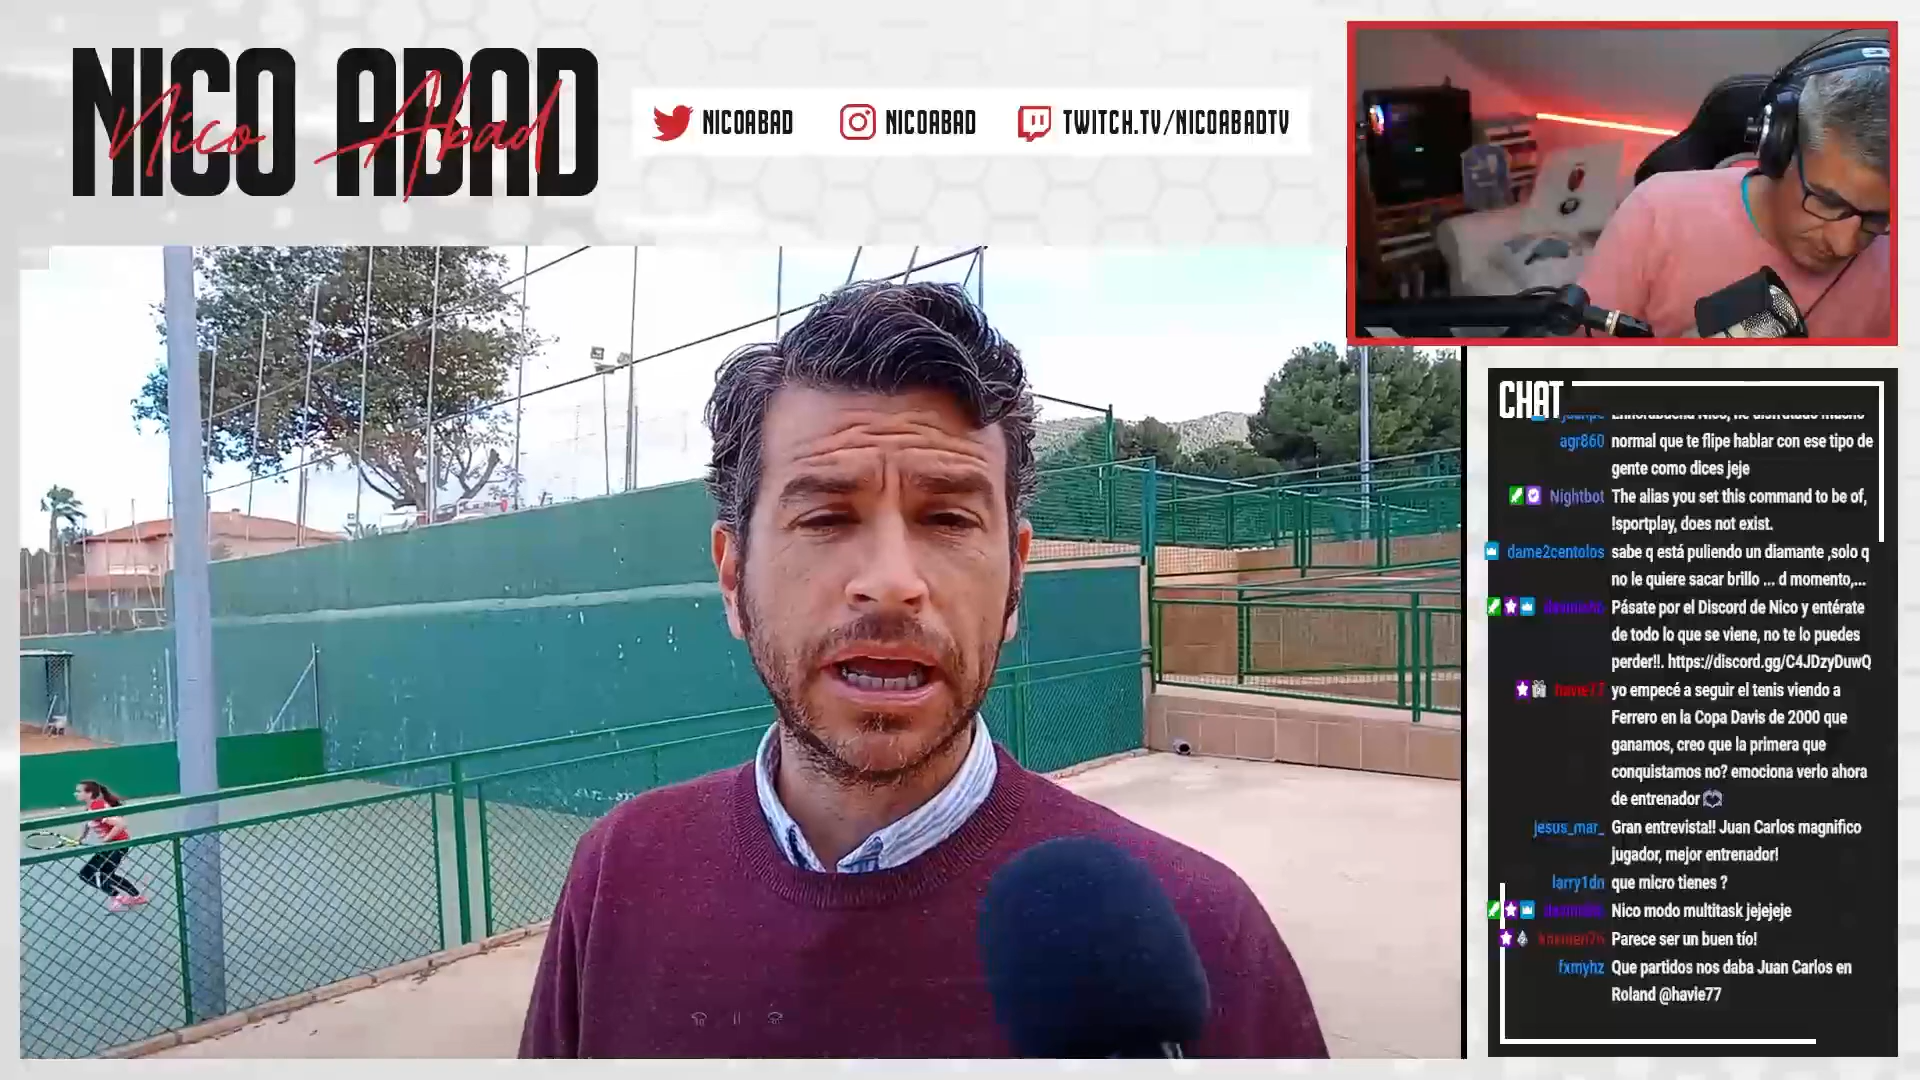 NICO ABAD
Nico Abad
NICOABAD
NICOABAD
TWITCH.TV/NICOABADTV
CHAT
agr860 normal que te flipe hablar con ese tipo de
gente como dices jeje
Nightbot The alias you set this command to be of,
!sportplay, does not exist.
dame2centolos sabe q está puliendo un diamante ,solo q
no le quiere sacar brillo ... d momento,...
Pásate por el Discord de Nico y entérate
de todo lo que se viene, no te lo puedes
perder!!. https://discord.gg/C4JDzyDuwQ
havie77 yo empecé a seguir el tenis viendo a
Ferrero en la Copa Davis de 2000 que
ganamos, creo que la primera que
conquistamos no? emociona verlo ahora
de entrenador
jesus_mar_ Gran entrevista!! Juan Carlos magnifico
jugador, mejor entrenador!
larry1dn que micro tienes ?
Nico modo multitask jejejeje
Parece ser un buen tío!
fxmyhz Que partidos nos daba Juan Carlos en
Roland @havie77